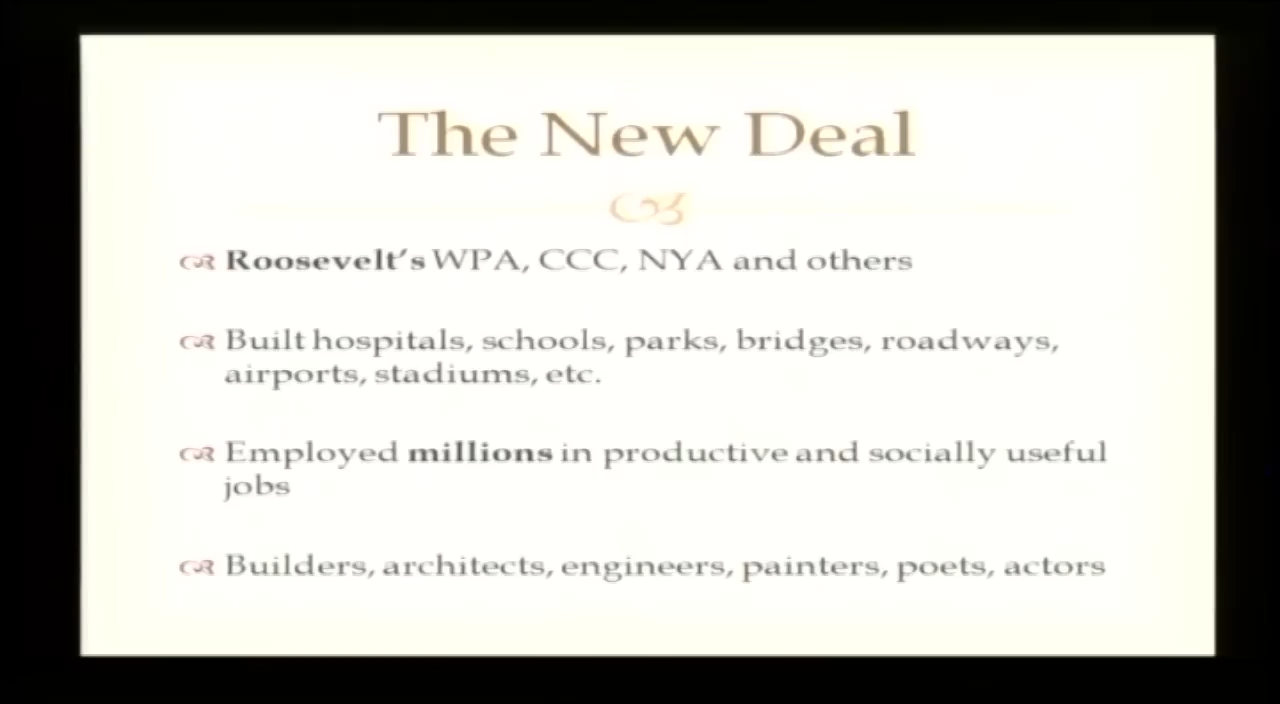 The New Deal
Roosevelt's WPA, CCC, NYA and others
Built hospitals, schools, parks, bridges, roadways,
airports, stadiums, etc.
Employed millions in productive and socially useful
jobs
Builders, architects, engineers, painters, poets, actors